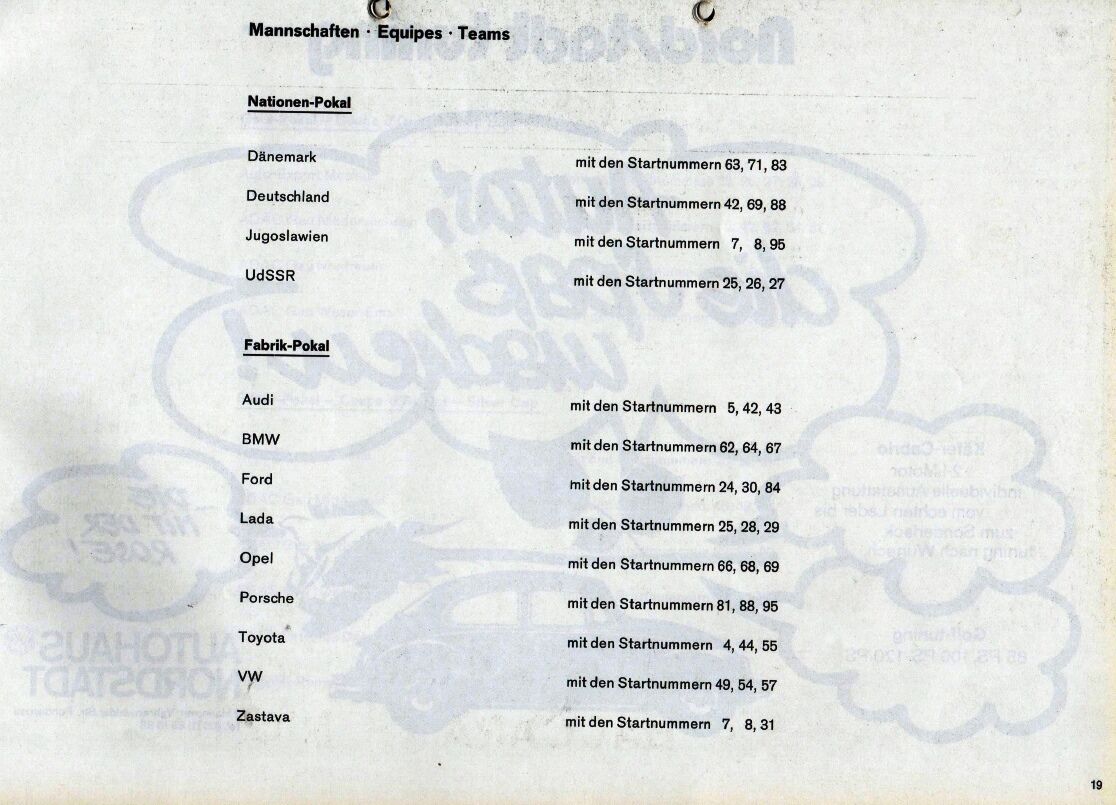 Mannschaften · Equipes · Teams
Nationen-Pokal
Dänemark mit den Startnummern 63, 71, 83
Deutschland mit den Startnummern 42, 69, 88
Jugoslawien mit den Startnummern 7, 8, 95
UdSSR mit den Startnummern 25, 26, 27
Fabrik-Pokal
Audi mit den Startnummern 5, 42, 43
BMW mit den Startnummern 62, 64, 67
Ford mit den Startnummern 24, 30, 84
Lada mit den Startnummern 25, 28, 29
Opel mit den Startnummern 66, 68, 69
Porsche mit den Startnummern 81, 88, 95
Toyota mit den Startnummern 4, 44, 55
VW mit den Startnummern 49, 54, 57
Zastava mit den Startnummern 7, 8, 31
19